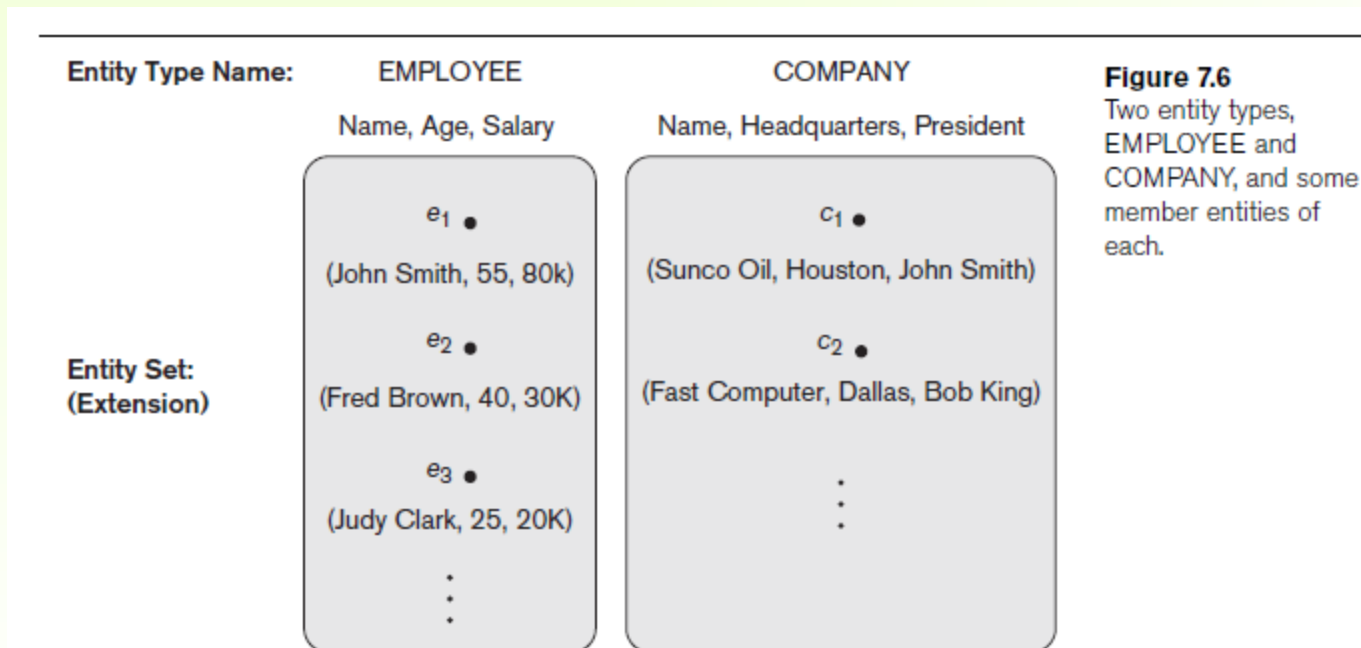 Entity Type Name: EMPLOYEE COMPANY
Name, Age, Salary Name, Headquarters, President
Figure 7.6
Two entity types,
EMPLOYEE and
COMPANY, and some
member entities of
each.
e1 • c1 •
(John Smith, 55, 80k) (Sunco Oil, Houston, John Smith)
e2 • c2 •
(Fred Brown, 40, 30K) (Fast Computer, Dallas, Bob King)
Entity Set:
(Extension)
e3 •
(Judy Clark, 25, 20K)